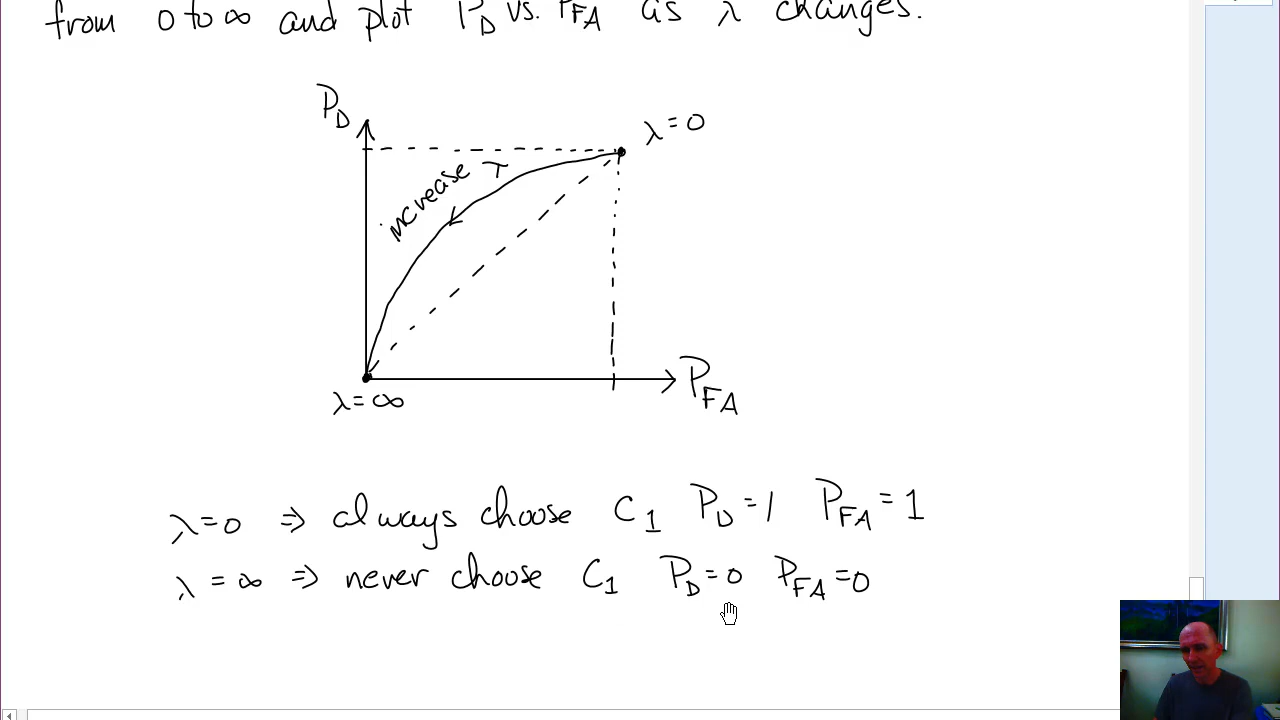 from 0 to ∞ and plot P_D vs. P_FA as λ changes.
P_D
λ=0
increase λ
P_FA
λ=∞
λ=0 ⇒ always choose C_1 P_D=1 P_FA=1
λ=∞ ⇒ never choose C_1 P_D=0 P_FA=0